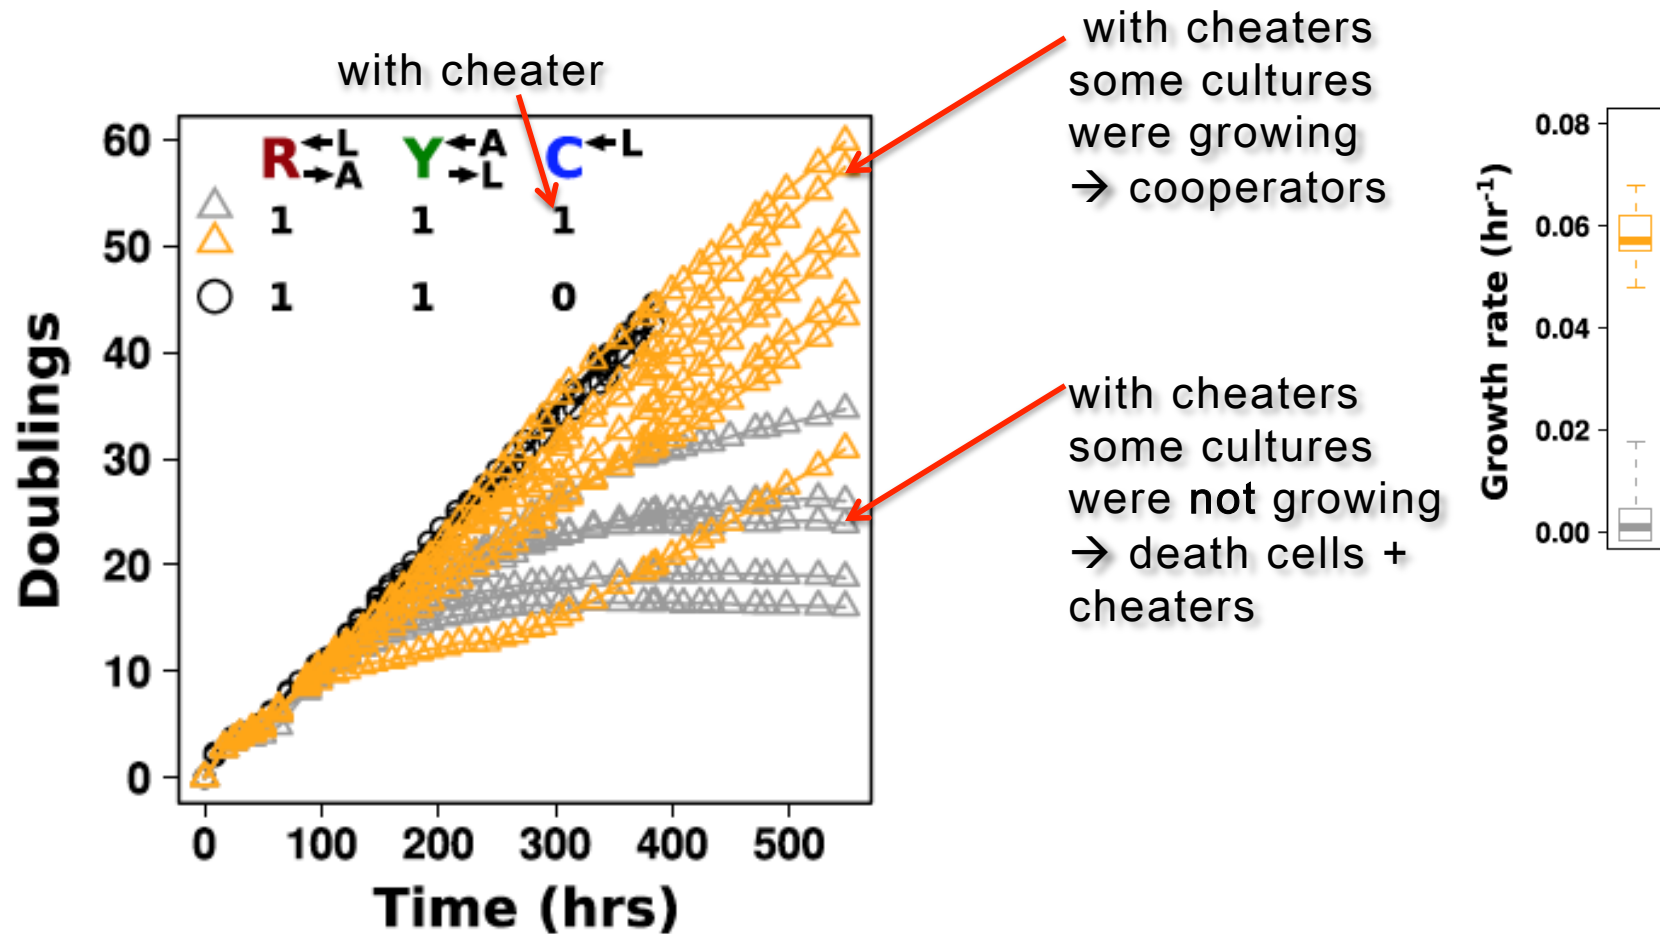 with cheater
with cheaters
some cultures
were growing
→ cooperators
with cheaters
some cultures
were not growing
→ death cells +
cheaters
R ←L →A Y ←A →L C ←L
1 1 1
1 1 0
Doublings
60
50
40
30
20
10
0
0 100 200 300 400 500
Time (hrs)
Growth rate (hr-1)
0.08
0.06
0.04
0.02
0.00